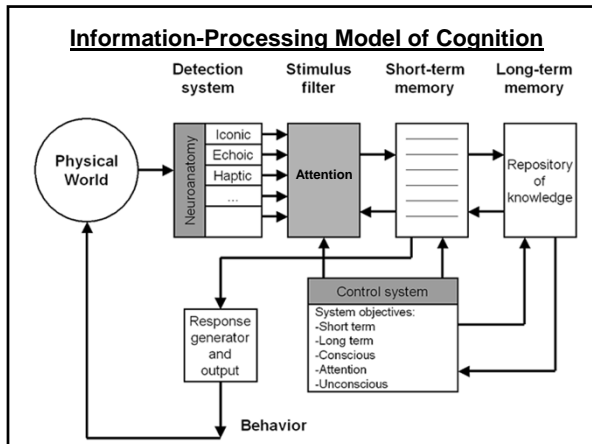 Information-Processing Model of Cognition
Detection system
Stimulus filter
Short-term memory
Long-term memory
Physical World
Neuroanatomy
Iconic
Echoic
Haptic
...
Attention
Repository of knowledge
Control system
System objectives:
-Short term
-Long term
-Conscious
-Attention
-Unconscious
Response generator and output
Behavior